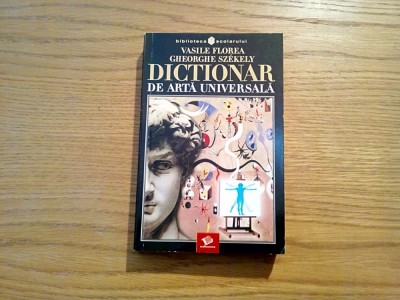 biblioteca școlarului
VASILE FLOREA
GHEORGHE SZÉKELY
DICTIONAR
DE ARTĂ UNIVERSALĂ